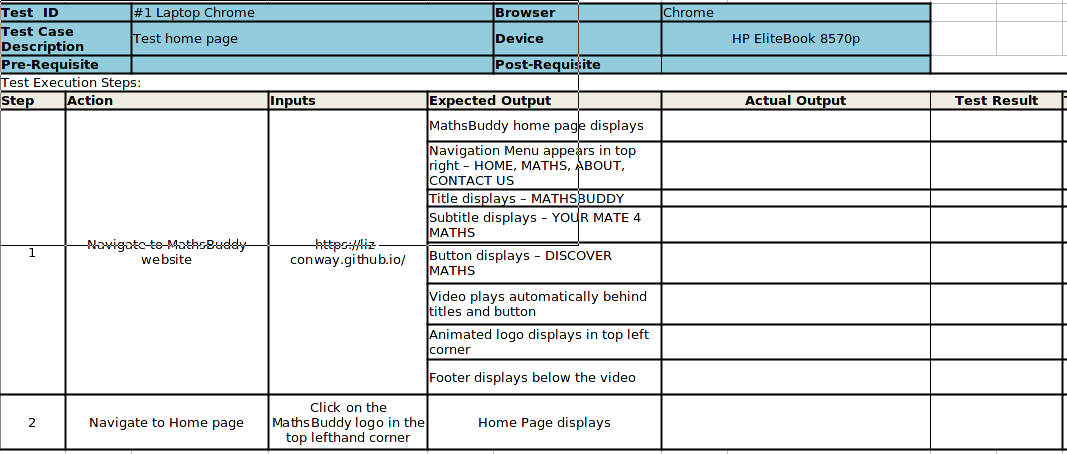 Test  ID #1 Laptop Chrome Browser Chrome
Test Case
Description Test home page Device HP EliteBook 8570p
Pre-Requisite Post-Requisite
Test Execution Steps:
Step Action Inputs Expected Output Actual Output Test Result
1
Navigate to MathsBuddy
website
https://liz-
conway.github.io/
MathsBuddy home page displays
Navigation Menu appears in top
right – HOME, MATHS, ABOUT,
CONTACT US
Title displays – MATHSBUDDY
Subtitle displays – YOUR MATE 4
MATHS
Button displays – DISCOVER
MATHS
Video plays automatically behind
titles and button
Animated logo displays in top left
corner
Footer displays below the video
2
Navigate to Home page
Click on the
MathsBuddy logo in the
top lefthand corner
Home Page displays